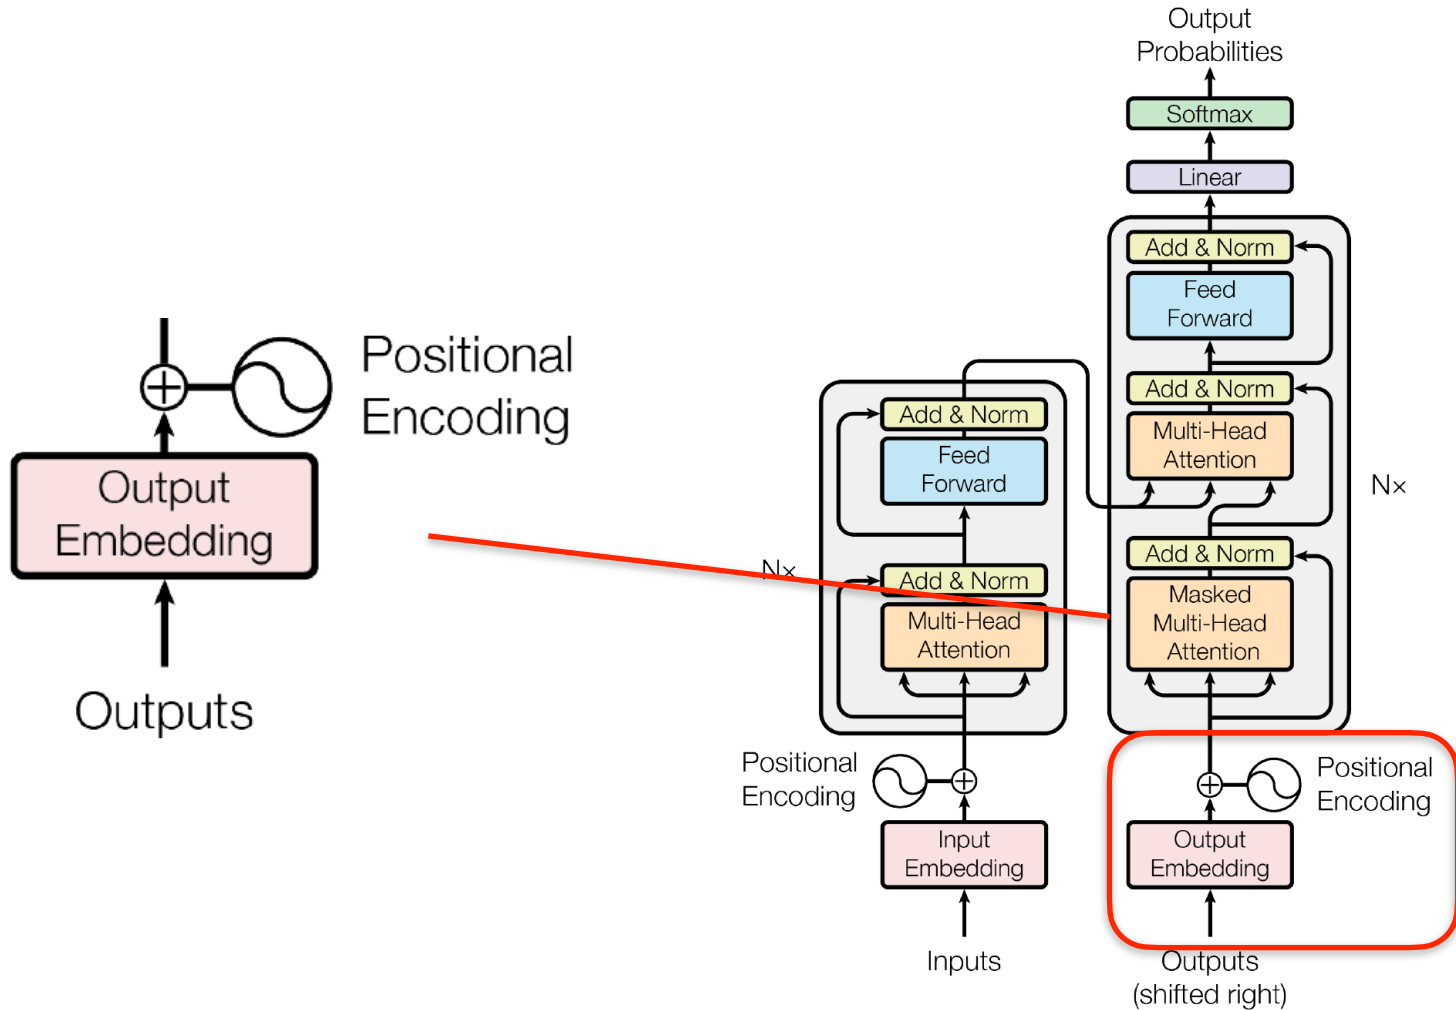 Positional
Encoding
Output
Embedding
Outputs
Output
Probabilities
Softmax
Linear
Add & Norm
Feed
Forward
Add & Norm
Multi-Head
Attention
Nx
Add & Norm
Masked
Multi-Head
Attention
Add & Norm
Feed
Forward
Nx
Add & Norm
Multi-Head
Attention
Positional
Encoding
Input
Embedding
Inputs
Positional
Encoding
Output
Embedding
Outputs
(shifted right)